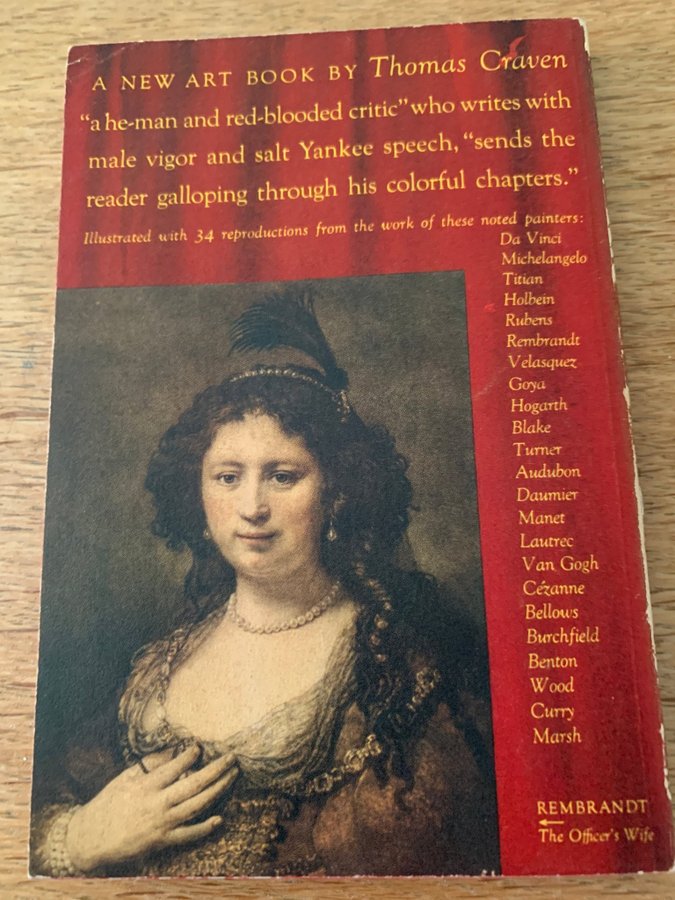 A NEW ART BOOK BY Thomas Craven
“a he-man and red-blooded critic” who writes with
male vigor and salt Yankee speech, “sends the
reader galloping through his colorful chapters.”
Illustrated with 34 reproductions from the work of these noted painters:
Da Vinci
Michelangelo
Titian
Holbein
Rubens
Rembrandt
Velasquez
Goya
Hogarth
Blake
Turner
Audubon
Daumier
Manet
Lautrec
Van Gogh
Cézanne
Bellows
Burchfield
Benton
Wood
Curry
Marsh
REMBRANDT
The Officer's Wife